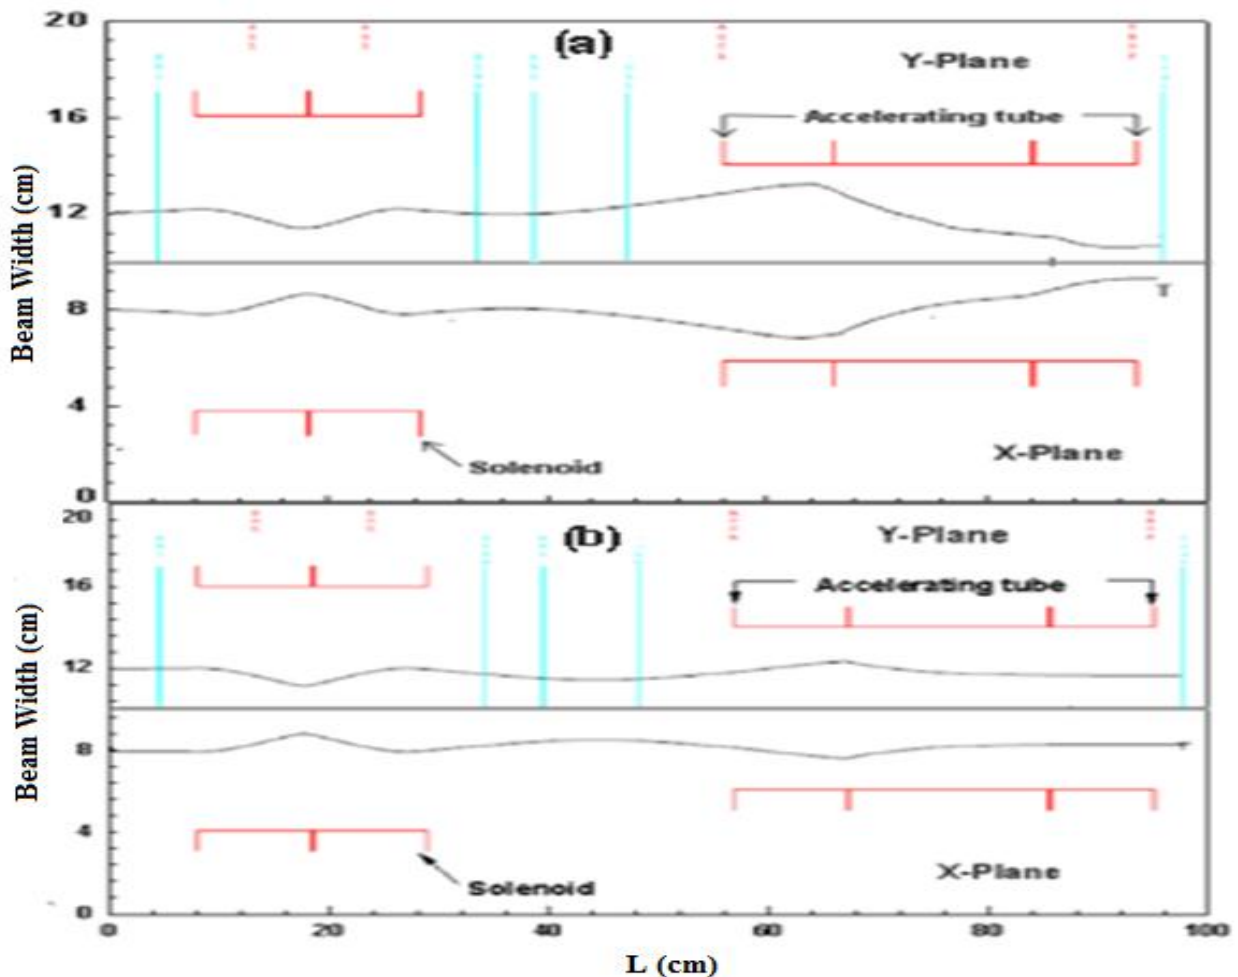 20
(a)
Y-Plane
16
Accelerating tube
12
Beam Width (cm)
8
4
Solenoid
X-Plane
0
20
(b)
Y-Plane
16
Accelerating tube
12
Beam Width (cm)
8
4
Solenoid
X-Plane
0
0 20 40 60 80 100
L (cm)